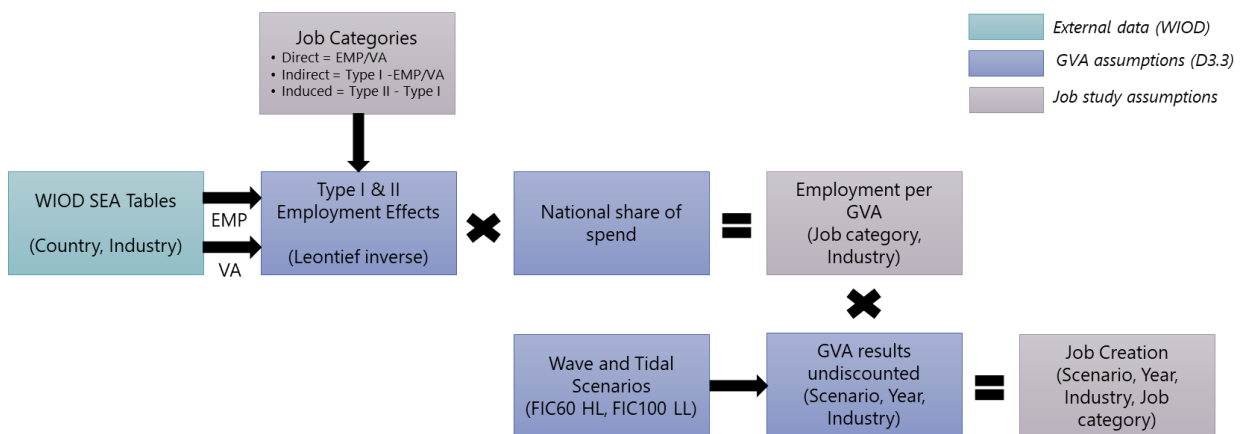 Job Categories
• Direct = EMP/VA
• Indirect = Type I -EMP/VA
• Induced = Type II - Type I
External data (WIOD)
GVA assumptions (D3.3)
Job study assumptions
WIOD SEA Tables
(Country, Industry)
EMP
VA
Type I & II
Employment Effects
(Leontief inverse)
National share of
spend
Employment per
GVA
(Job category,
Industry)
Wave and Tidal
Scenarios
(FIC60 HL, FIC100 LL)
GVA results
undiscounted
(Scenario, Year,
Industry)
Job Creation
(Scenario, Year,
Industry, Job
category)